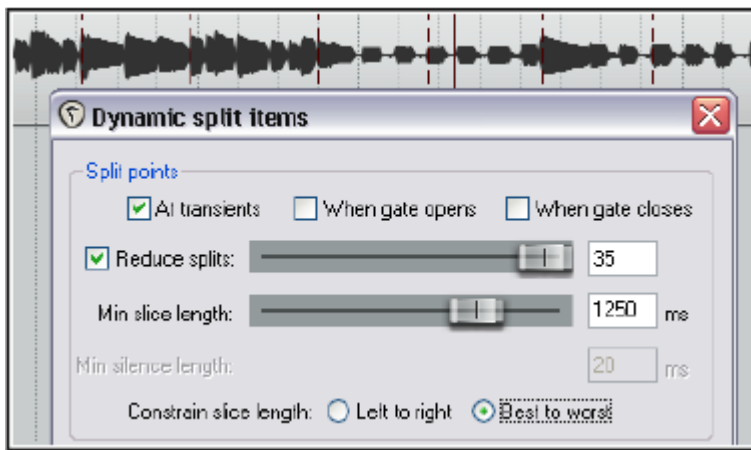 Dynamic split items
Split points
At transients When gate opens When gate closes
Reduce splits: 35
Min slice length: 1250 ms
Min silence length: 20 ms
Constrain slice length: Left to right Best to worst